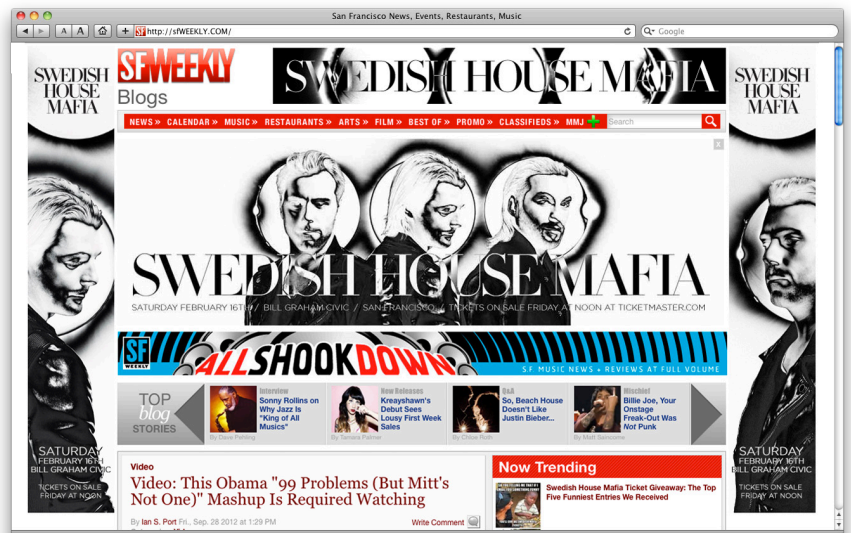 San Francisco News, Events, Restaurants, Music
A A
+ SF http://sfWEEKLY.COM/
Google
SWEDISH
HOUSE
MAFIA
SFWEEKLY
Blogs
SWEDISH HOUSE MAFIA
SWEDISH
HOUSE
MAFIA
NEWS » CALENDAR » MUSIC » RESTAURANTS » ARTS » FILM » BEST OF » PROMO » CLASSIFIEDS » MMJ Search
x
SWEDISH HOUSE MAFIA
SATURDAY FEBRUARY 16TH / BILL GRAHAM CIVIC / SAN FRANCISCO / TICKETS ON SALE FRIDAY AT NOON AT TICKETMASTER.COM
SF
WEEKLY
ALLSHOOKDOWN
S.F. MUSIC NEWS + REVIEWS AT FULL VOLUME
TOP
blog
STORIES
Interview
Sonny Rollins on
Why Jazz Is
"King of All
Musics"
By Dave Pehling
New Releases
Kreayshawn's
Debut Sees
Lousy First Week
Sales
By Tamara Palmer
Q&A
So, Beach House
Doesn't Like
Justin Bieber...
By Chloe Roth
Mischief
Billie Joe, Your
Onstage
Freak-Out Was
Not Punk
By Matt Saincome
SATURDAY
FEBRUARY 16TH
BILL GRAHAM CIVIC
TICKETS ON SALE
FRIDAY AT NOON
Video
Video: This Obama "99 Problems (But Mitt's
Not One)" Mashup Is Required Watching
By Ian S. Port Fri., Sep. 28 2012 at 1:29 PM
Write Comment
Now Trending
Swedish House Mafia Ticket Giveaway: The Top
Five Funniest Entries We Received
SATURDAY
FEBRUARY 16TH
BILL GRAHAM CIVIC
TICKETS ON SALE
FRIDAY AT NOON